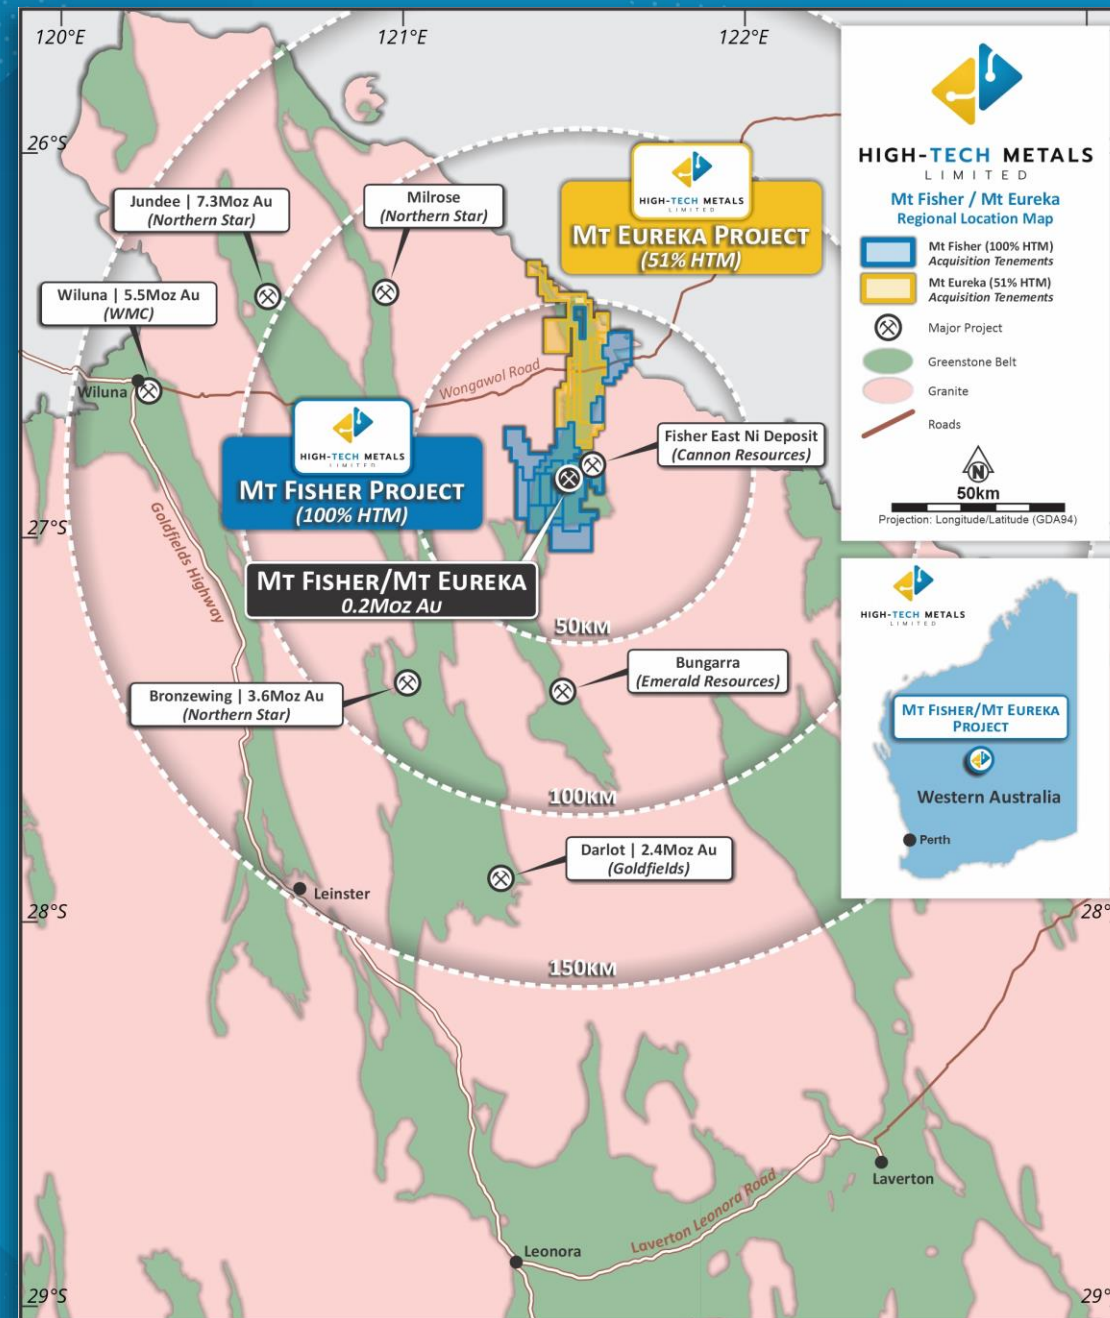 120°E
121°E
122°E
26°S
27°S
28°S
29°S
28°
29°
Jundee | 7.3Moz Au
(Northern Star)
Milrose
(Northern Star)
Wiluna | 5.5Moz Au
(WMC)
Wiluna
HIGH-TECH METALS
LIMITED
MT EUREKA PROJECT
(51% HTM)
Wongawol Road
HIGH-TECH METALS
LIMITED
MT FISHER PROJECT
(100% HTM)
Fisher East Ni Deposit
(Cannon Resources)
Goldfields Highway
MT FISHER/MT EUREKA
0.2Moz Au
50KM
Bronzewing | 3.6Moz Au
(Northern Star)
Bungarra
(Emerald Resources)
100KM
Darlot | 2.4Moz Au
(Goldfields)
Leinster
150KM
Laverton Leonora Road
Laverton
Leonora
HIGH-TECH METALS
LIMITED
Mt Fisher / Mt Eureka
Regional Location Map
Mt Fisher (100% HTM)
Acquisition Tenements
Mt Eureka (51% HTM)
Acquisition Tenements
Major Project
Greenstone Belt
Granite
Roads
N
50km
Projection: Longitude/Latitude (GDA94)
HIGH-TECH METALS
LIMITED
MT FISHER/MT EUREKA
PROJECT
Western Australia
Perth